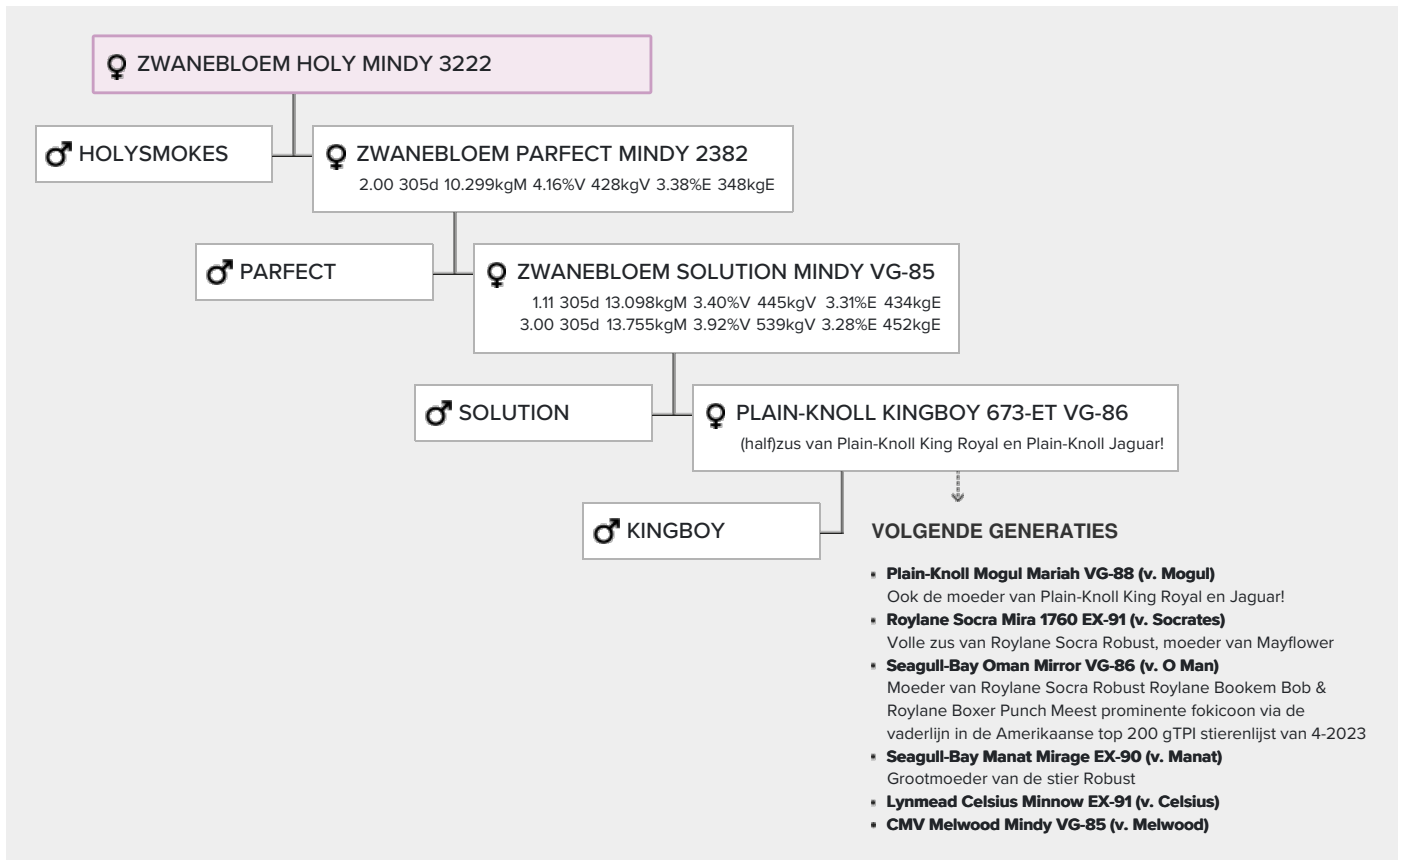 ZWANEBLOEM HOLY MINDY 3222
HOLYSMOKES
ZWANEBLOEM PARFECT MINDY 2382
2.00 305d 10.299kgM 4.16%V 428kgV 3.38%E 348kgE
PARFECT
ZWANEBLOEM SOLUTION MINDY VG-85
1.11 305d 13.098kgM 3.40%V 445kgV 3.31%E 434kgE
3.00 305d 13.755kgM 3.92%V 539kgV 3.28%E 452kgE
SOLUTION
PLAIN-KNOLL KINGBOY 673-ET VG-86
(half)zus van Plain-Knoll King Royal en Plain-Knoll Jaguar!
KINGBOY
VOLGENDE GENERATIES
▪ Plain-Knoll Mogul Mariah VG-88 (v. Mogul)
Ook de moeder van Plain-Knoll King Royal en Jaguar!
▪ Roylane Socra Mira 1760 EX-91 (v. Socrates)
Volle zus van Roylane Socra Robust, moeder van Mayflower
▪ Seagull-Bay Oman Mirror VG-86 (v. O Man)
Moeder van Roylane Socra Robust Roylane Bookem Bob &
Roylane Boxer Punch Meest prominente fokicoon via de
vaderlijn in de Amerikaanse top 200 gTPI stierenlijst van 4-2023
▪ Seagull-Bay Manat Mirage EX-90 (v. Manat)
Grootmoeder van de stier Robust
▪ Lynmead Celsius Minnow EX-91 (v. Celsius)
▪ CMV Melwood Mindy VG-85 (v. Melwood)